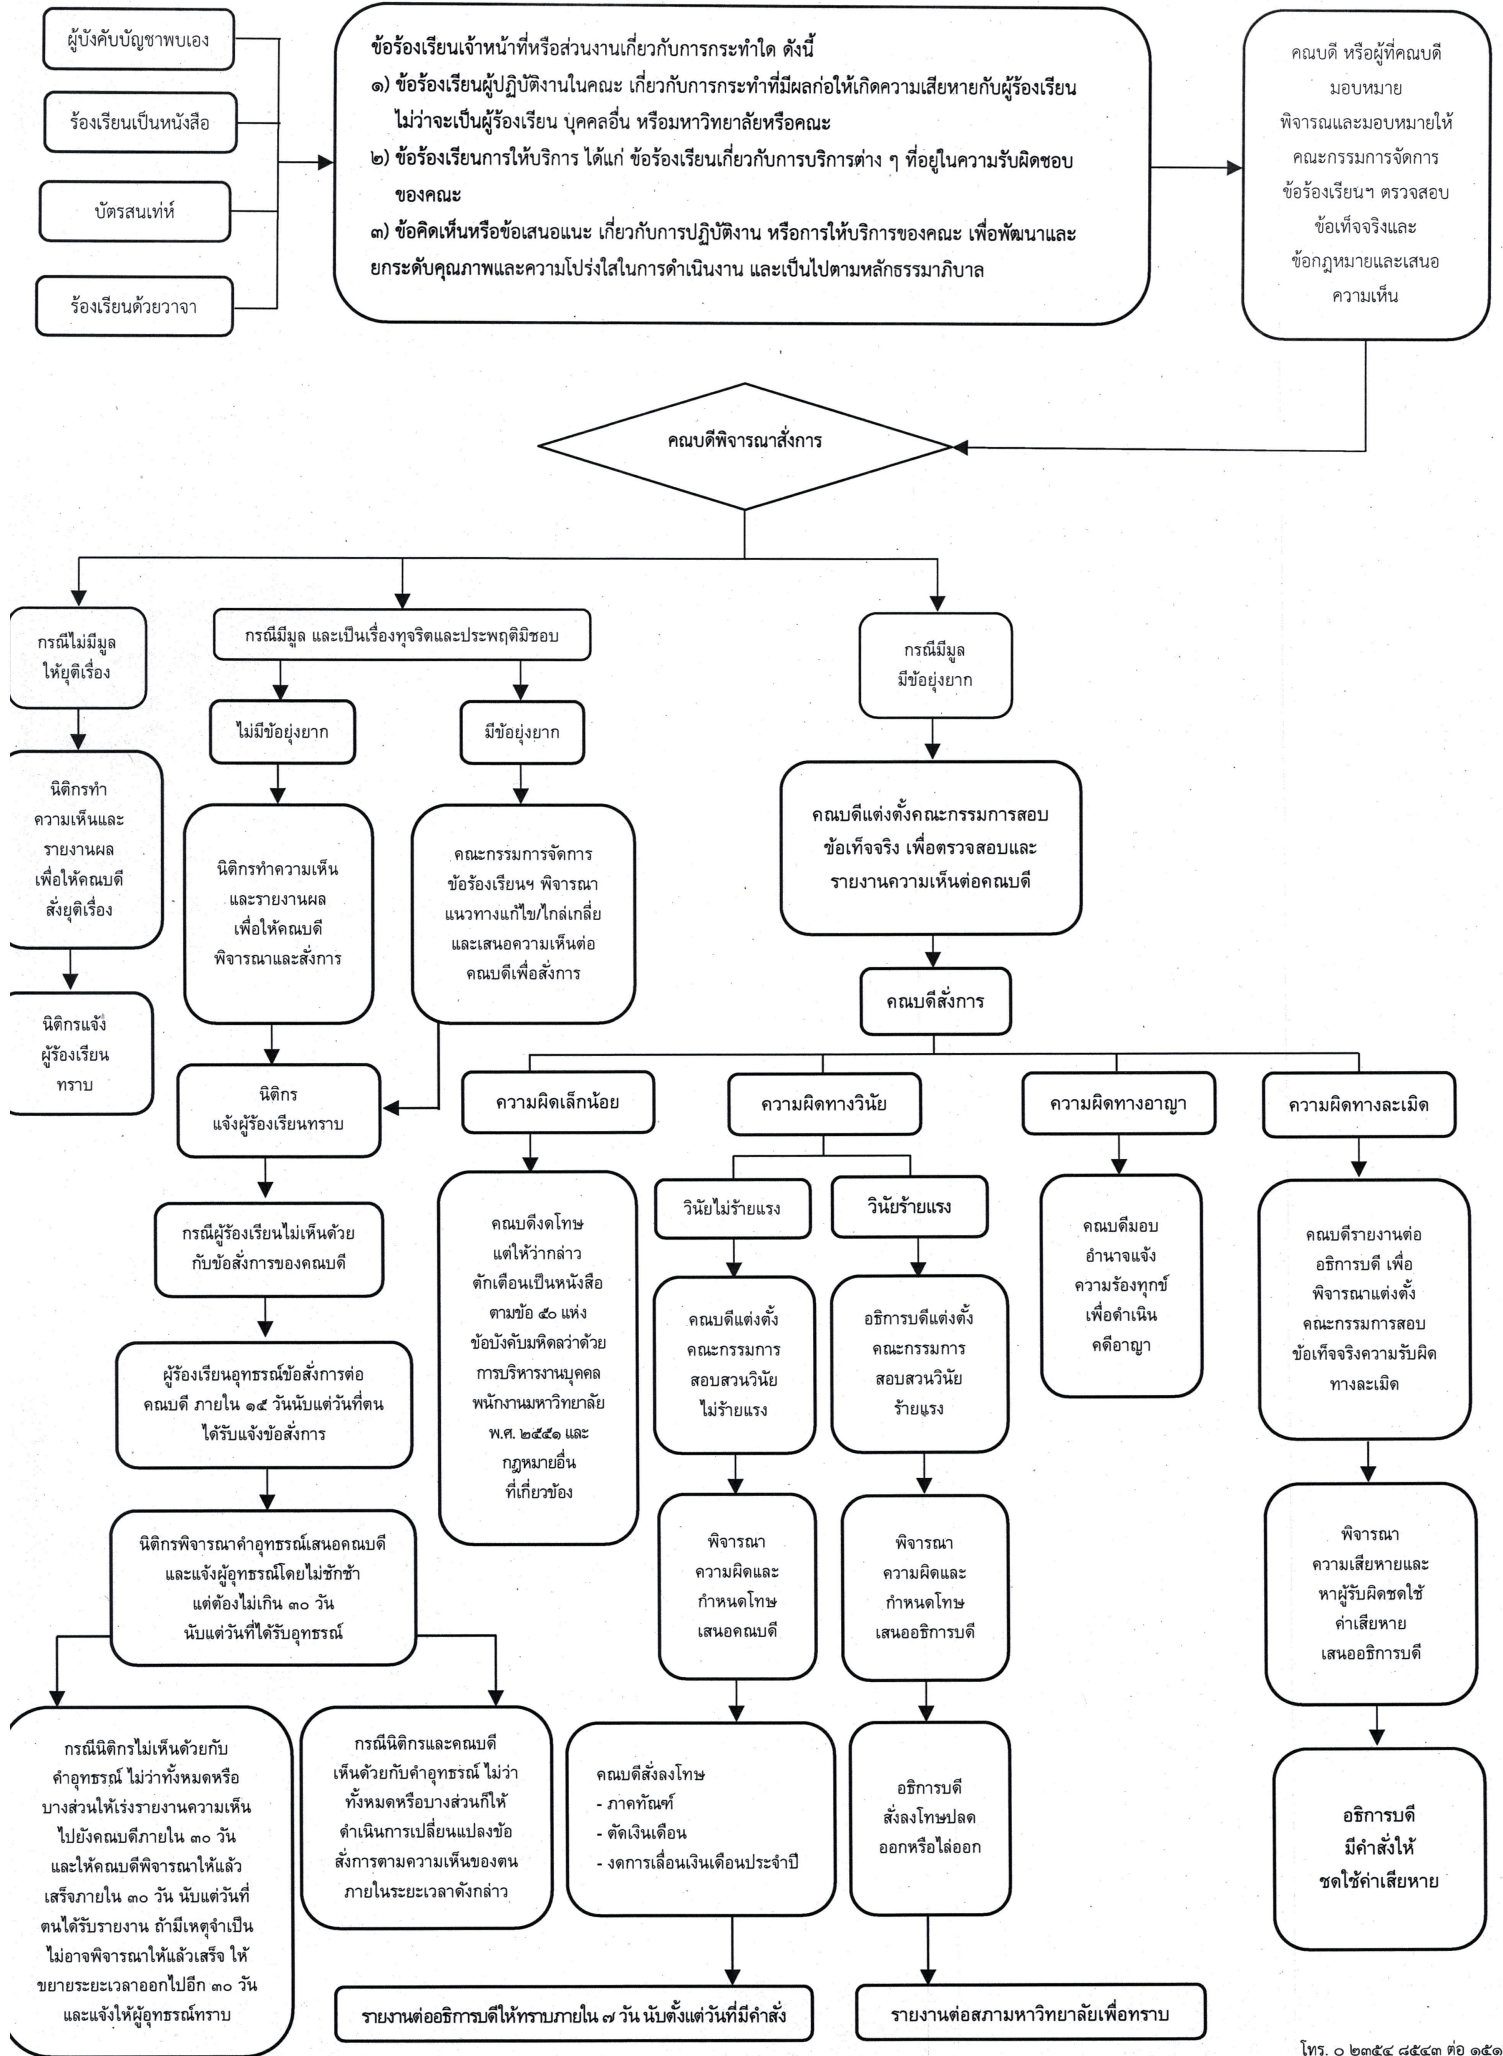 ผู้บังคับบัญชาพบเอง
ร้องเรียนเป็นหนังสือ
บัตรสนเท่ห์
ร้องเรียนด้วยวาจา
ข้อร้องเรียนเจ้าหน้าที่หรือส่วนงานเกี่ยวกับการกระทำใด ดังนี้
๑) ข้อร้องเรียนผู้ปฏิบัติงานในคณะ เกี่ยวกับการกระทำที่มีผลก่อให้เกิดความเสียหายกับผู้ร้องเรียน
ไม่ว่าจะเป็นผู้ร้องเรียน บุคคลอื่น หรือมหาวิทยาลัยหรือคณะ
๒) ข้อร้องเรียนการให้บริการ ได้แก่ ข้อร้องเรียนเกี่ยวกับการบริการต่าง ๆ ที่อยู่ในความรับผิดชอบ
ของคณะ
๓) ข้อคิดเห็นหรือข้อเสนอแนะ เกี่ยวกับการปฏิบัติงาน หรือการให้บริการของคณะ เพื่อพัฒนาและ
ยกระดับคุณภาพและความโปร่งใสในการดำเนินงาน และเป็นไปตามหลักธรรมาภิบาล
คณบดี หรือผู้ที่คณบดี
มอบหมาย
พิจารณและมอบหมายให้
คณะกรรมการจัดการ
ข้อร้องเรียนฯ ตรวจสอบ
ข้อเท็จจริงและ
ข้อกฎหมายและเสนอ
ความเห็น
คณบดีพิจารณาสั่งการ
กรณีไม่มีมูล
ให้ยุติเรื่อง
นิติกรทำ
ความเห็นและ
รายงานผล
เพื่อให้คณบดี
สั่งยุติเรื่อง
นิติกรแจ้ง
ผู้ร้องเรียน
ทราบ
กรณีมีมูล และเป็นเรื่องทุจริตและประพฤติมิชอบ
ไม่มีข้อยุ่งยาก
มีข้อยุ่งยาก
นิติกรทำความเห็น
และรายงานผล
เพื่อให้คณบดี
พิจารณาและสั่งการ
คณะกรรมการจัดการ
ข้อร้องเรียนฯ พิจารณา
แนวทางแก้ไข/ไกล่เกลี่ย
และเสนอความเห็นต่อ
คณบดีเพื่อสั่งการ
นิติกร
แจ้งผู้ร้องเรียนทราบ
กรณีผู้ร้องเรียนไม่เห็นด้วย
กับข้อสั่งการของคณบดี
ผู้ร้องเรียนอุทธรณ์ข้อสั่งการต่อ
คณบดี ภายใน ๑๕ วันนับแต่วันที่ตน
ได้รับแจ้งข้อสั่งการ
นิติกรพิจารณาคำอุทธรณ์เสนอคณบดี
และแจ้งผู้อุทธรณ์โดยไม่ชักช้า
แต่ต้องไม่เกิน ๓๐ วัน
นับแต่วันที่ได้รับอุทธรณ์
กรณีนิติกรไม่เห็นด้วยกับ
คำอุทธรณ์ ไม่ว่าทั้งหมดหรือ
บางส่วนให้เร่งรายงานความเห็น
ไปยังคณบดีภายใน ๓๐ วัน
และให้คณบดีพิจารณาให้แล้ว
เสร็จภายใน ๓๐ วัน นับแต่วันที่
ตนได้รับรายงาน ถ้ามีเหตุจำเป็น
ไม่อาจพิจารณาให้แล้วเสร็จ ให้
ขยายระยะเวลาออกไปอีก ๓๐ วัน
และแจ้งให้ผู้อุทธรณ์ทราบ
กรณีนิติกรและคณบดี
เห็นด้วยกับคำอุทธรณ์ ไม่ว่า
ทั้งหมดหรือบางส่วนก็ให้
ดำเนินการเปลี่ยนแปลงข้อ
สั่งการตามความเห็นของตน
ภายในระยะเวลาดังกล่าว
กรณีมีมูล
มีข้อยุ่งยาก
คณบดีแต่งตั้งคณะกรรมการสอบ
ข้อเท็จจริง เพื่อตรวจสอบและ
รายงานความเห็นต่อคณบดี
คณบดีสั่งการ
ความผิดเล็กน้อย
คณบดีงดโทษ
แต่ให้ว่ากล่าว
ตักเตือนเป็นหนังสือ
ตามข้อ ๕๐ แห่ง
ข้อบังคับมหิดลว่าด้วย
การบริหารงานบุคคล
พนักงานมหาวิทยาลัย
พ.ศ. ๒๕๕๑ และ
กฎหมายอื่น
ที่เกี่ยวข้อง
ความผิดทางวินัย
วินัยไม่ร้ายแรง
คณบดีแต่งตั้ง
คณะกรรมการ
สอบสวนวินัย
ไม่ร้ายแรง
พิจารณา
ความผิดและ
กำหนดโทษ
เสนอคณบดี
คณบดีสั่งลงโทษ
- ภาคทัณฑ์
- ตัดเงินเดือน
- งดการเลื่อนเงินเดือนประจำปี
รายงานต่ออธิการบดีให้ทราบภายใน ๗ วัน นับตั้งแต่วันที่มีคำสั่ง
วินัยร้ายแรง
อธิการบดีแต่งตั้ง
คณะกรรมการ
สอบสวนวินัย
ร้ายแรง
พิจารณา
ความผิดและ
กำหนดโทษ
เสนออธิการบดี
อธิการบดี
สั่งลงโทษปลด
ออกหรือไล่ออก
รายงานต่อสภามหาวิทยาลัยเพื่อทราบ
ความผิดทางอาญา
คณบดีมอบ
อำนาจแจ้ง
ความร้องทุกข์
เพื่อดำเนิน
คดีอาญา
ความผิดทางละเมิด
คณบดีรายงานต่อ
อธิการบดี เพื่อ
พิจารณาแต่งตั้ง
คณะกรรมการสอบ
ข้อเท็จจริงความรับผิด
ทางละเมิด
พิจารณา
ความเสียหายและ
หาผู้รับผิดชดใช้
ค่าเสียหาย
เสนออธิการบดี
อธิการบดี
มีคำสั่งให้
ชดใช้ค่าเสียหาย
โทร. ๐ ๒๓๕๔ ๘๕๔๓ ต่อ ๑๕๑